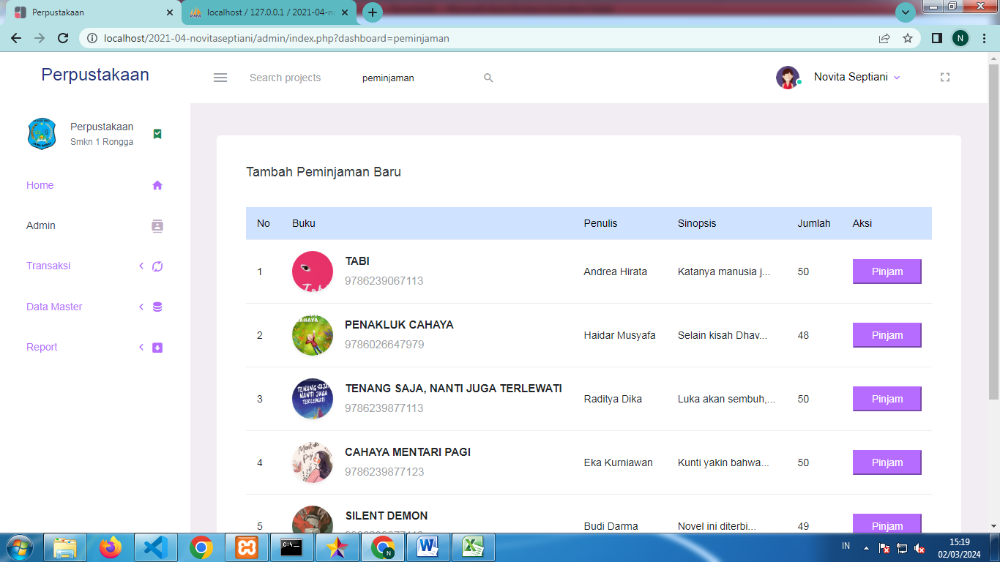 Perpustakaan
localhost / 127.0.0.1 / 2021-04-no
localhost/2021-04-novitaseptiani/admin/index.php?dashboard=peminjaman
N
Perpustakaan
Search projects
peminjaman
Novita Septiani
Perpustakaan
Smkn 1 Rongga
Home
Admin
Transaksi
Data Master
Report
Tambah Peminjaman Baru
No Buku Penulis Sinopsis Jumlah Aksi
1 TABI Andrea Hirata Katanya manusia j... 50 Pinjam
9786239067113
2 PENAKLUK CAHAYA Haidar Musyafa Selain kisah Dhav... 48 Pinjam
9786026647979
3 TENANG SAJA, NANTI JUGA TERLEWATI Raditya Dika Luka akan sembuh,... 50 Pinjam
9786239877113
4 CAHAYA MENTARI PAGI Eka Kurniawan Kunti yakin bahwa... 50 Pinjam
9786239877123
5 SILENT DEMON Budi Darma Novel ini diterbi... 49 Pinjam
IN
15:19
02/03/2024